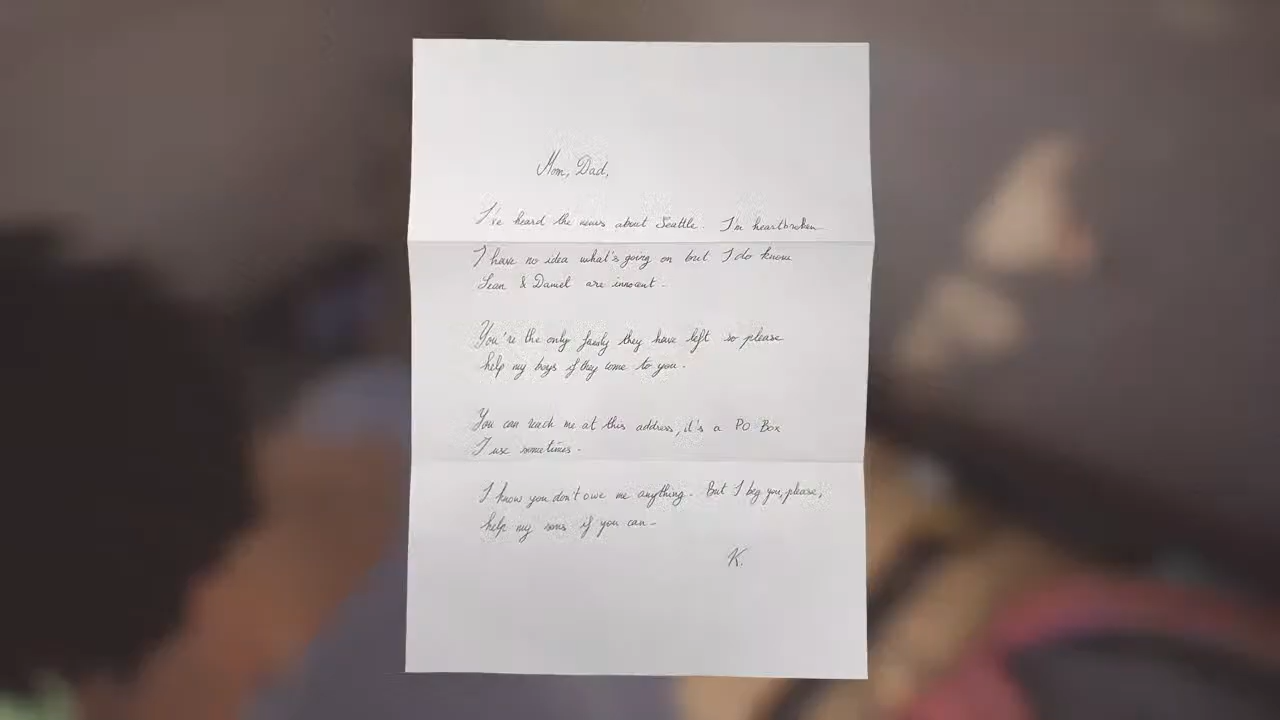 Mom, Dad,
I've heard the news about Seattle. I'm heartbroken
I have no idea what's going on but I do know
Sean & Daniel are innocent.
You're the only family they have left so please
help my boys if they come to you.
You can reach me at this address, it's a PO Box
I use sometimes.
I know you don't owe me anything. But I beg you, please,
help my sons if you can.
K.